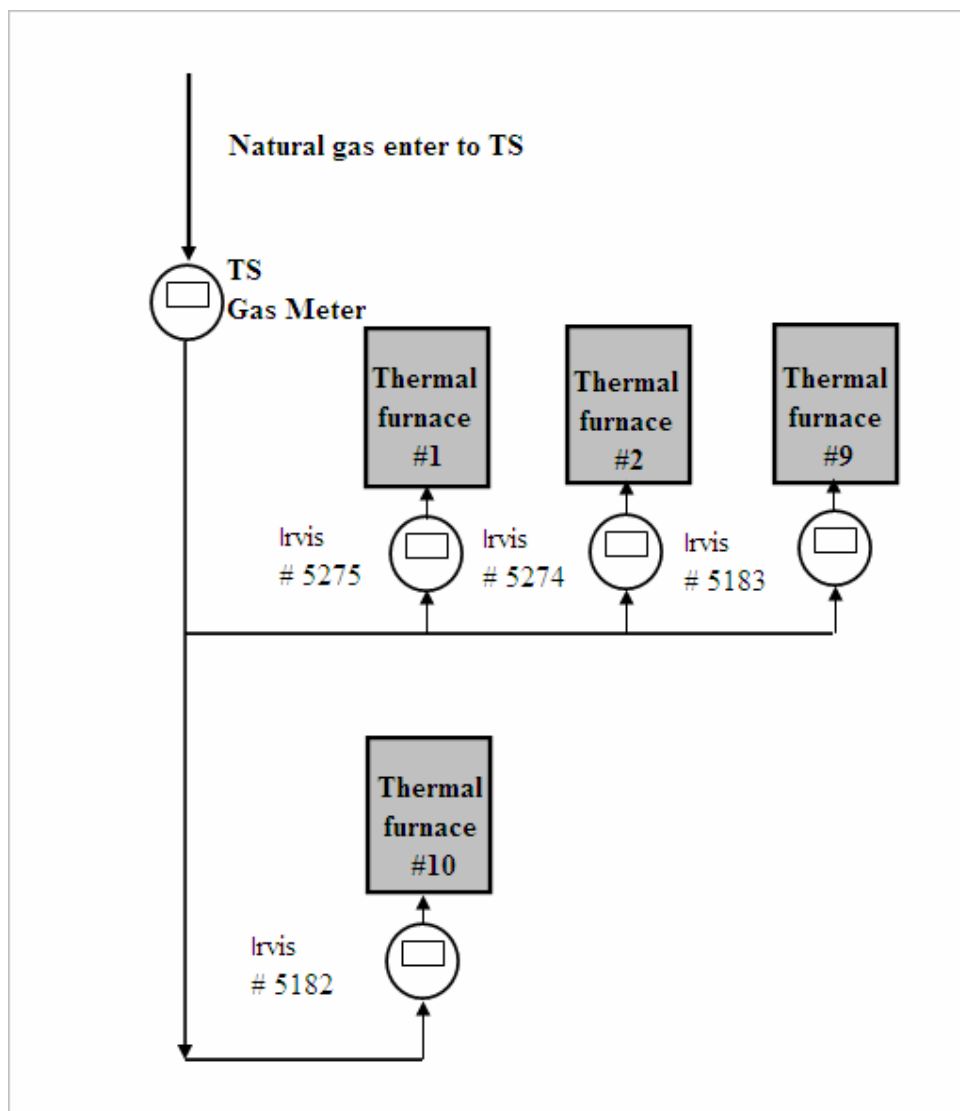 Natural gas enter to TS
TS
Gas Meter
Thermal
furnace
#1
Thermal
furnace
#2
Thermal
furnace
#9
Irvis
# 5275
Irvis
# 5274
Irvis
# 5183
Thermal
furnace
#10
Irvis
# 5182